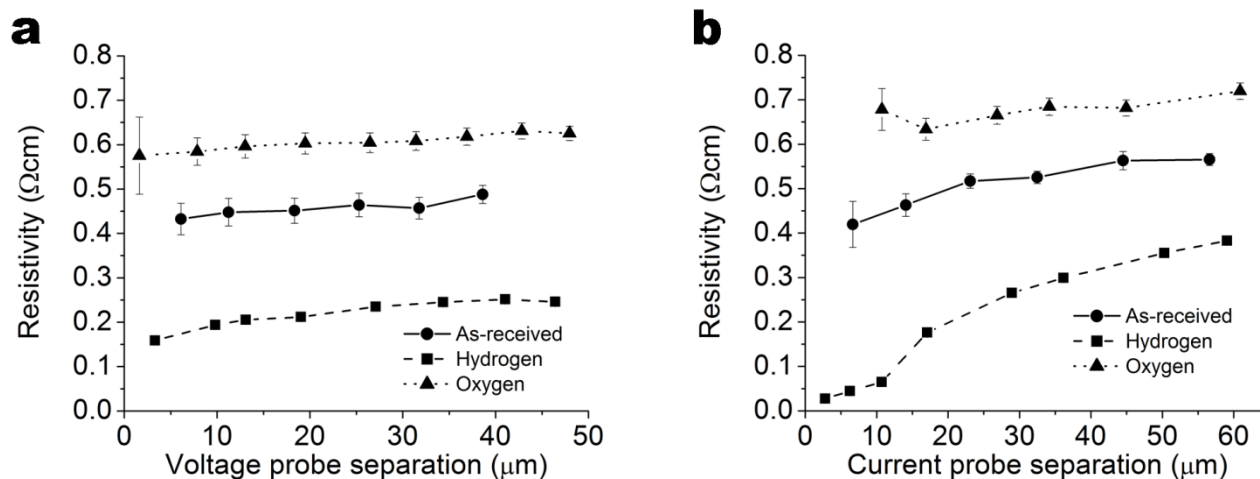 a
0.8
0.7
0.6
0.5
0.4
0.3
0.2
0.1
0.0
Resistivity (Ωcm)
As-received
Hydrogen
Oxygen
0 10 20 30 40 50
Voltage probe separation (μm)
b
0.8
0.7
0.6
0.5
0.4
0.3
0.2
0.1
0.0
Resistivity (Ωcm)
As-received
Hydrogen
Oxygen
0 10 20 30 40 50 60
Current probe separation (μm)